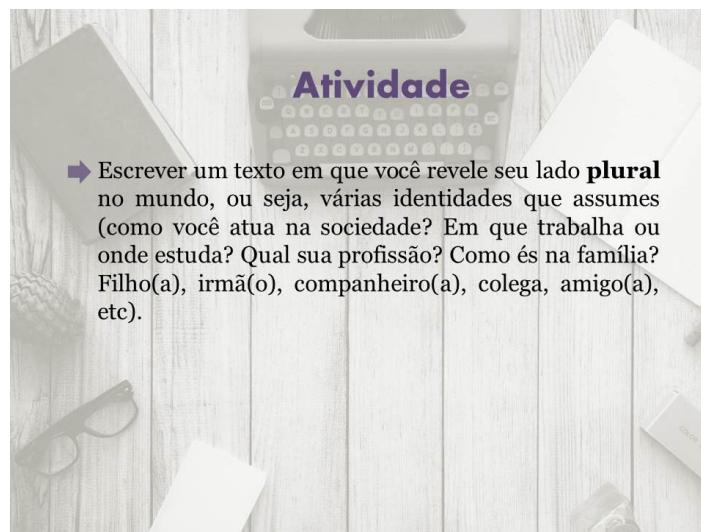 Atividade
Escrever um texto em que você revele seu lado plural
no mundo, ou seja, várias identidades que assumes
(como você atua na sociedade? Em que trabalha ou
onde estuda? Qual sua profissão? Como és na família?
Filho(a), irmã(o), companheiro(a), colega, amigo(a),
etc).